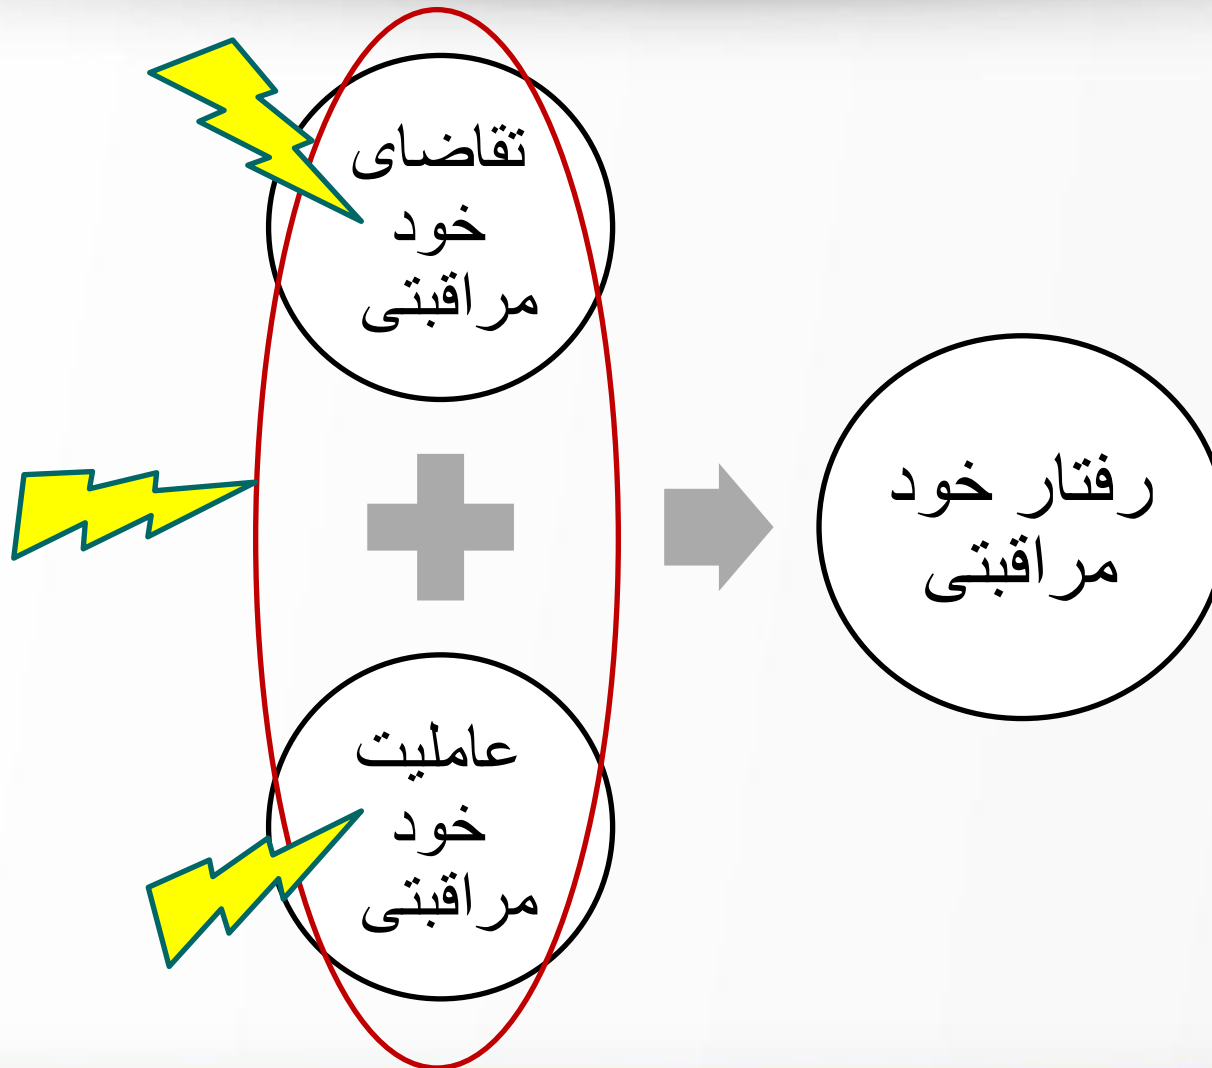 تقاضای
خود
مراقبتی
رفتار خود
مراقبتی
عاملیت
خود
مراقبتی